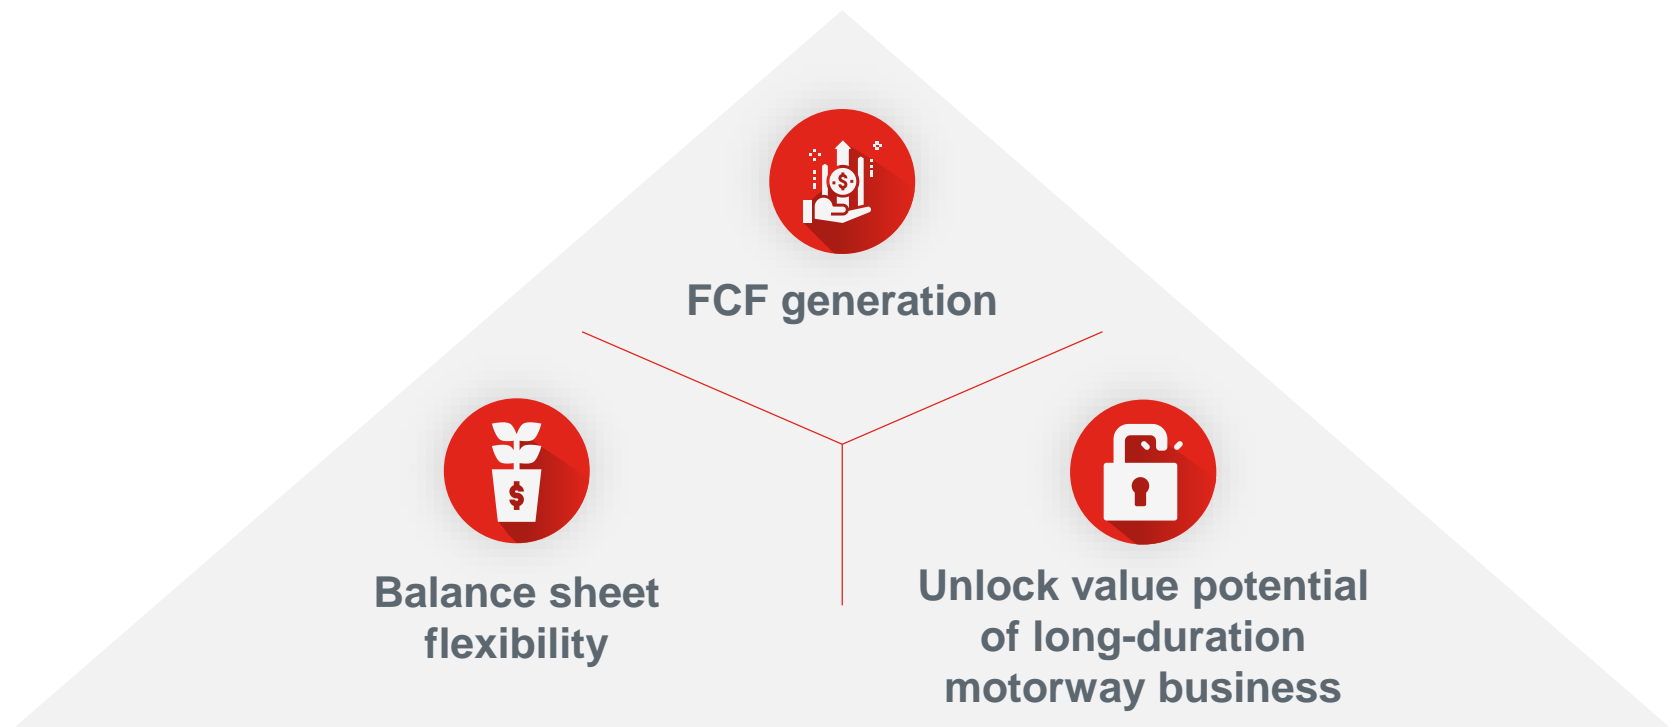 FCF generation
Balance sheet
flexibility
Unlock value potential
of long-duration
motorway business